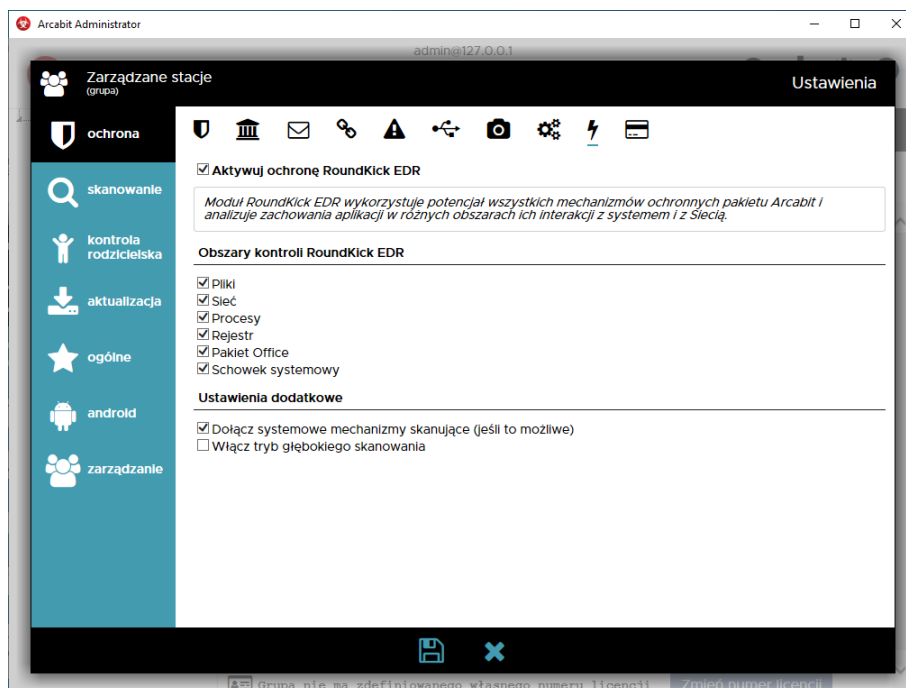 Arcabit Administrator
admin@127.0.0.1
Zarządzane stacje
(grupa)
Ustawienia
ochrona
skanowanie
kontrola
rodzicielska
aktualizacja
ogólne
android
zarządzanie
Aktywuj ochronę RoundKick EDR
Moduł RoundKick EDR wykorzystuje potencjał wszystkich mechanizmów ochronnych pakietu Arcabit i
analizuje zachowania aplikacji w różnych obszarach ich interakcji z systemem i z Siecią.
Obszary kontroli RoundKick EDR
Pliki
Sieć
Procesy
Rejestr
Pakiet Office
Schowek systemowy
Ustawienia dodatkowe
Dołącz systemowe mechanizmy skanujące (jeśli to możliwe)
Włącz tryb głębokiego skanowania
Grupa nie ma zdefiniowanego własnego numeru licencji
Zmień numer licencji